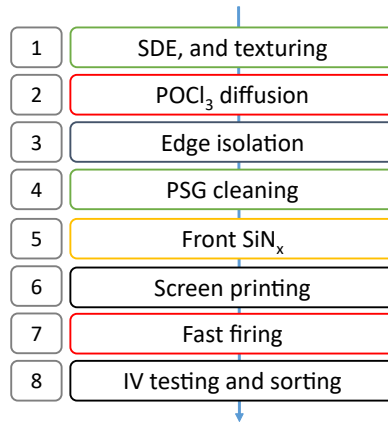 1 SDE, and texturing
2 POCl₃ diffusion
3 Edge isolation
4 PSG cleaning
5 Front SiNₓ
6 Screen printing
7 Fast firing
8 IV testing and sorting